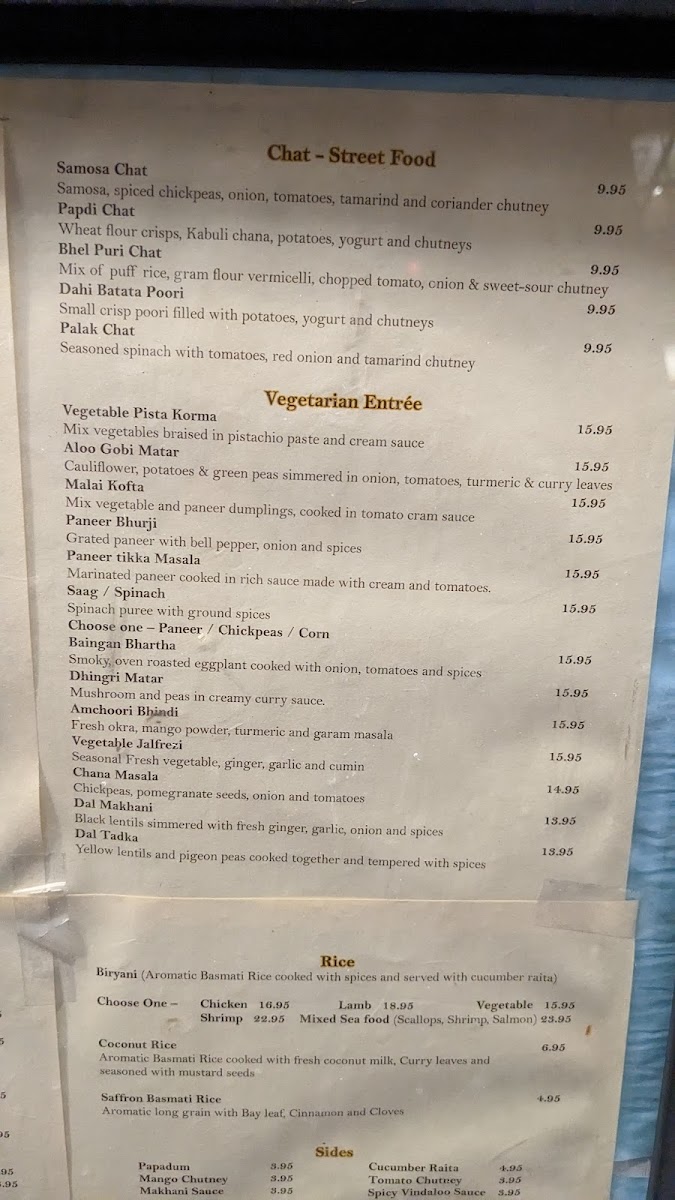 Chat – Street Food
Samosa Chat 9.95
Samosa, spiced chickpeas, onion, tomatoes, tamarind and coriander chutney
Papdi Chat 9.95
Wheat flour crisps, Kabuli chana, potatoes, yogurt and chutneys
Bhel Puri Chat 9.95
Mix of puff rice, gram flour vermicelli, chopped tomato, onion & sweet-sour chutney
Dahi Batata Poori 9.95
Small crisp poori filled with potatoes, yogurt and chutneys
Palak Chat 9.95
Seasoned spinach with tomatoes, red onion and tamarind chutney
Vegetarian Entrée
Vegetable Pista Korma 15.95
Mix vegetables braised in pistachio paste and cream sauce
Aloo Gobi Matar 15.95
Cauliflower, potatoes & green peas simmered in onion, tomatoes, turmeric & curry leaves
Malai Kofta 15.95
Mix vegetable and paneer dumplings, cooked in tomato cram sauce
Paneer Bhurji 15.95
Grated paneer with bell pepper, onion and spices
Paneer tikka Masala 15.95
Marinated paneer cooked in rich sauce made with cream and tomatoes.
Saag / Spinach 15.95
Spinach puree with ground spices
Choose one – Paneer / Chickpeas / Corn
Baingan Bhartha 15.95
Smoky, oven roasted eggplant cooked with onion, tomatoes and spices
Dhingri Matar 15.95
Mushroom and peas in creamy curry sauce.
Amchoori Bhindi 15.95
Fresh okra, mango powder, turmeric and garam masala
Vegetable Jalfrezi 15.95
Seasonal Fresh vegetable, ginger, garlic and cumin
Chana Masala 14.95
Chickpeas, pomegranate seeds, onion and tomatoes
Dal Makhani 13.95
Black lentils simmered with fresh ginger, garlic, onion and spices
Dal Tadka 13.95
Yellow lentils and pigeon peas cooked together and tempered with spices
Rice
Biryani (Aromatic Basmati Rice cooked with spices and served with cucumber raita)
Choose One – Chicken 16.95 Lamb 18.95 Vegetable 15.95
Shrimp 22.95 Mixed Sea food (Scallops, Shrimp, Salmon) 23.95
Coconut Rice 6.95
Aromatic Basmati Rice cooked with fresh coconut milk, Curry leaves and
seasoned with mustard seeds
Saffron Basmati Rice 4.95
Aromatic long grain with Bay leaf, Cinnamon and Cloves
Sides
Papadum 3.95 Cucumber Raita 4.95
Mango Chutney 3.95 Tomato Chutney 3.95
Makhani Sauce 3.95 Spicy Vindaloo Sauce 3.95